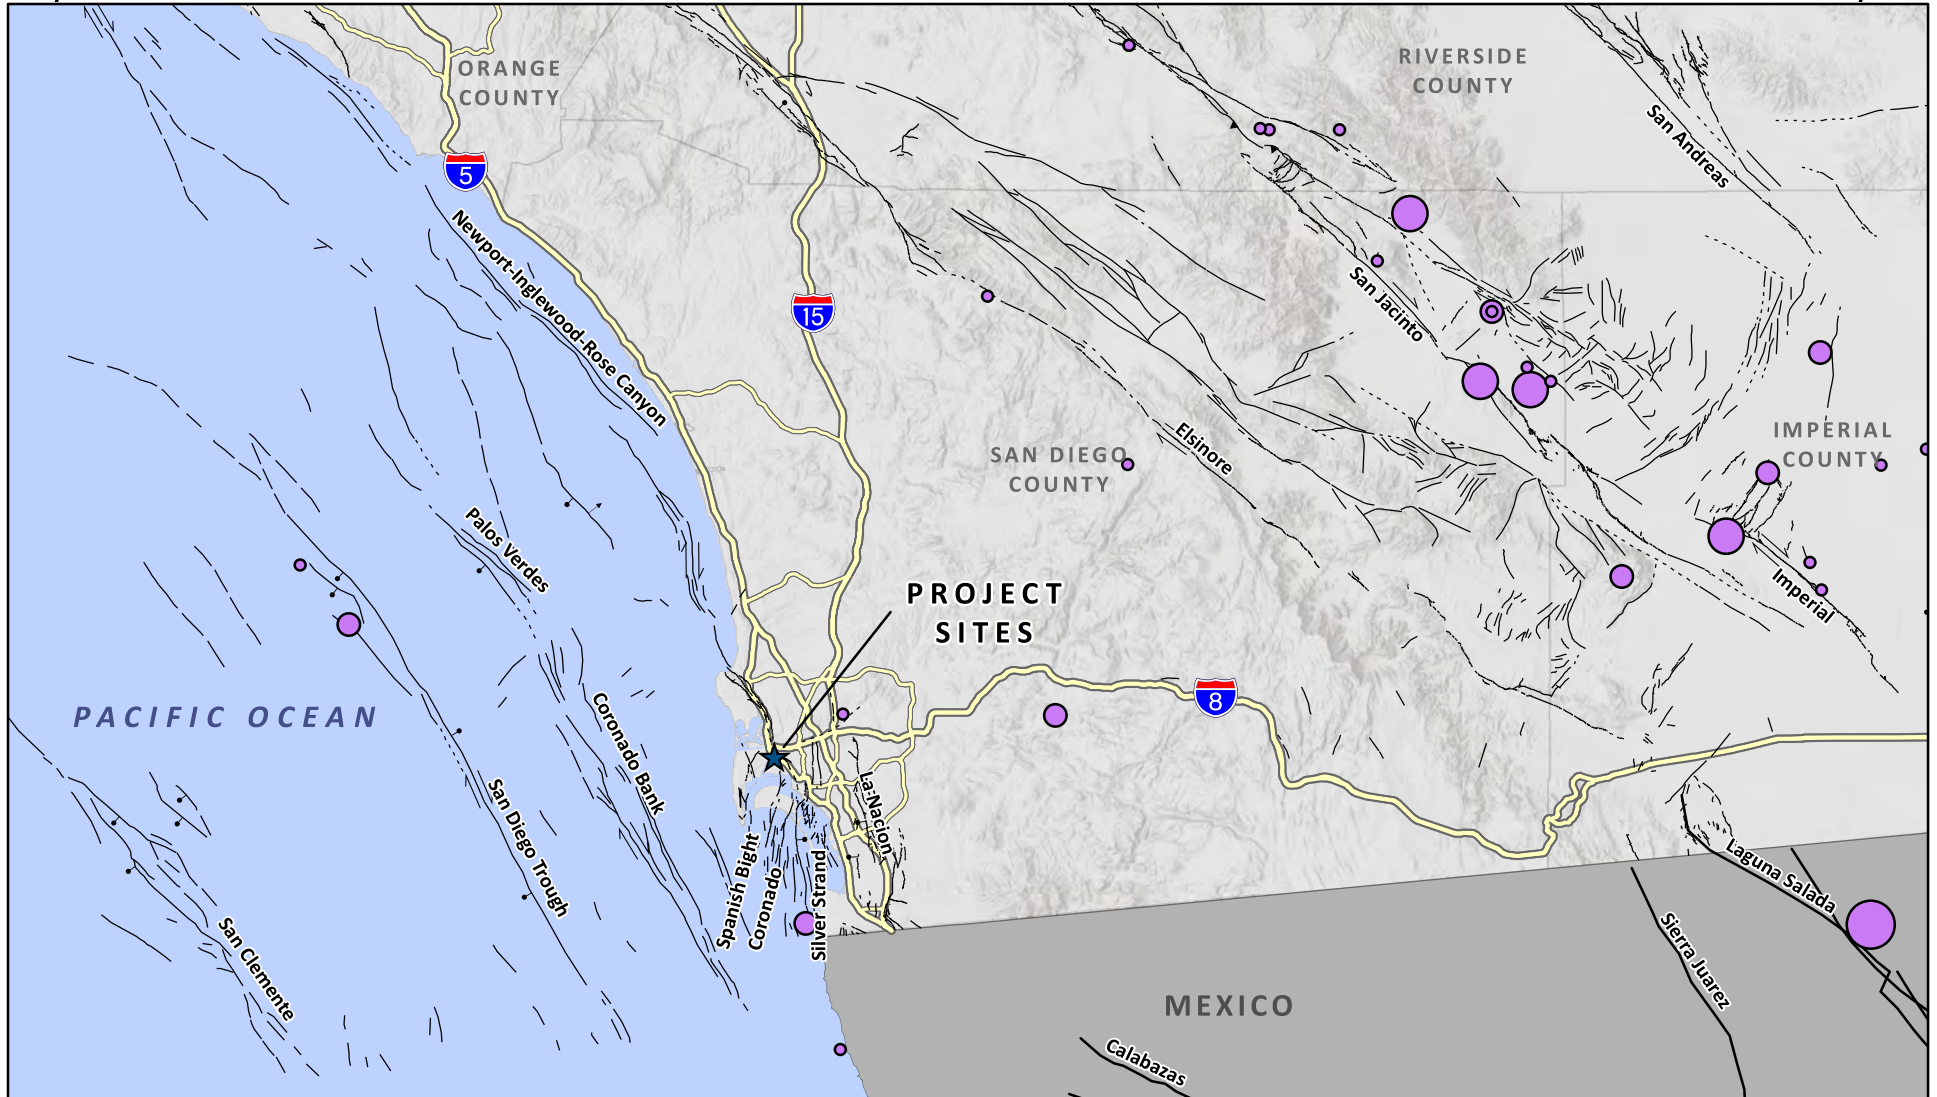 ORANGE
COUNTY
RIVERSIDE
COUNTY
San Andreas
5
Newport-Inglewood-Rose Canyon
15
San Jacinto
Elsinore
SAN DIEGO
COUNTY
IMPERIAL
COUNTY
Imperial
Palos Verdes
PROJECT
SITES
PACIFIC OCEAN
Coronado Bank
8
San Diego Trough
La Nacion
Spanish Bight
Coronado
Silver Strand
San Clemente
Laguna Salada
Sierra Juarez
MEXICO
Calabazas